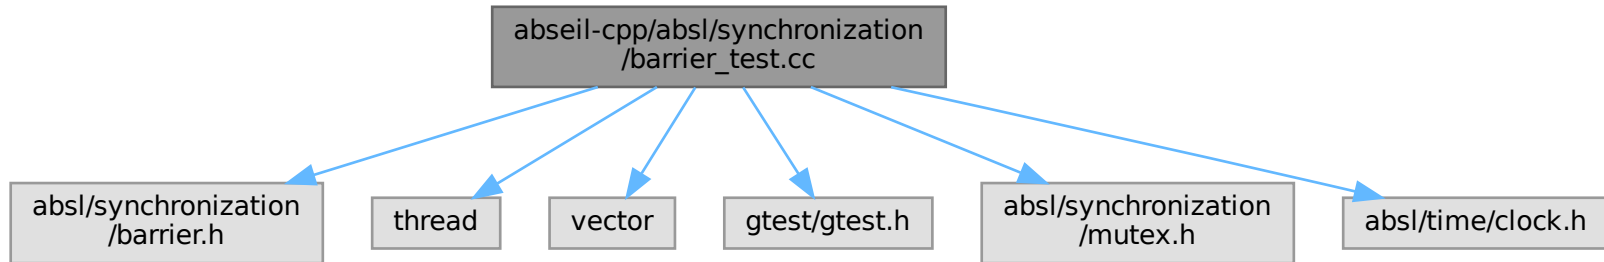 abseil-cpp/absl/synchronization
/barrier_test.cc
absl/synchronization
/barrier.h
thread
vector
gtest/gtest.h
absl/synchronization
/mutex.h
absl/time/clock.h